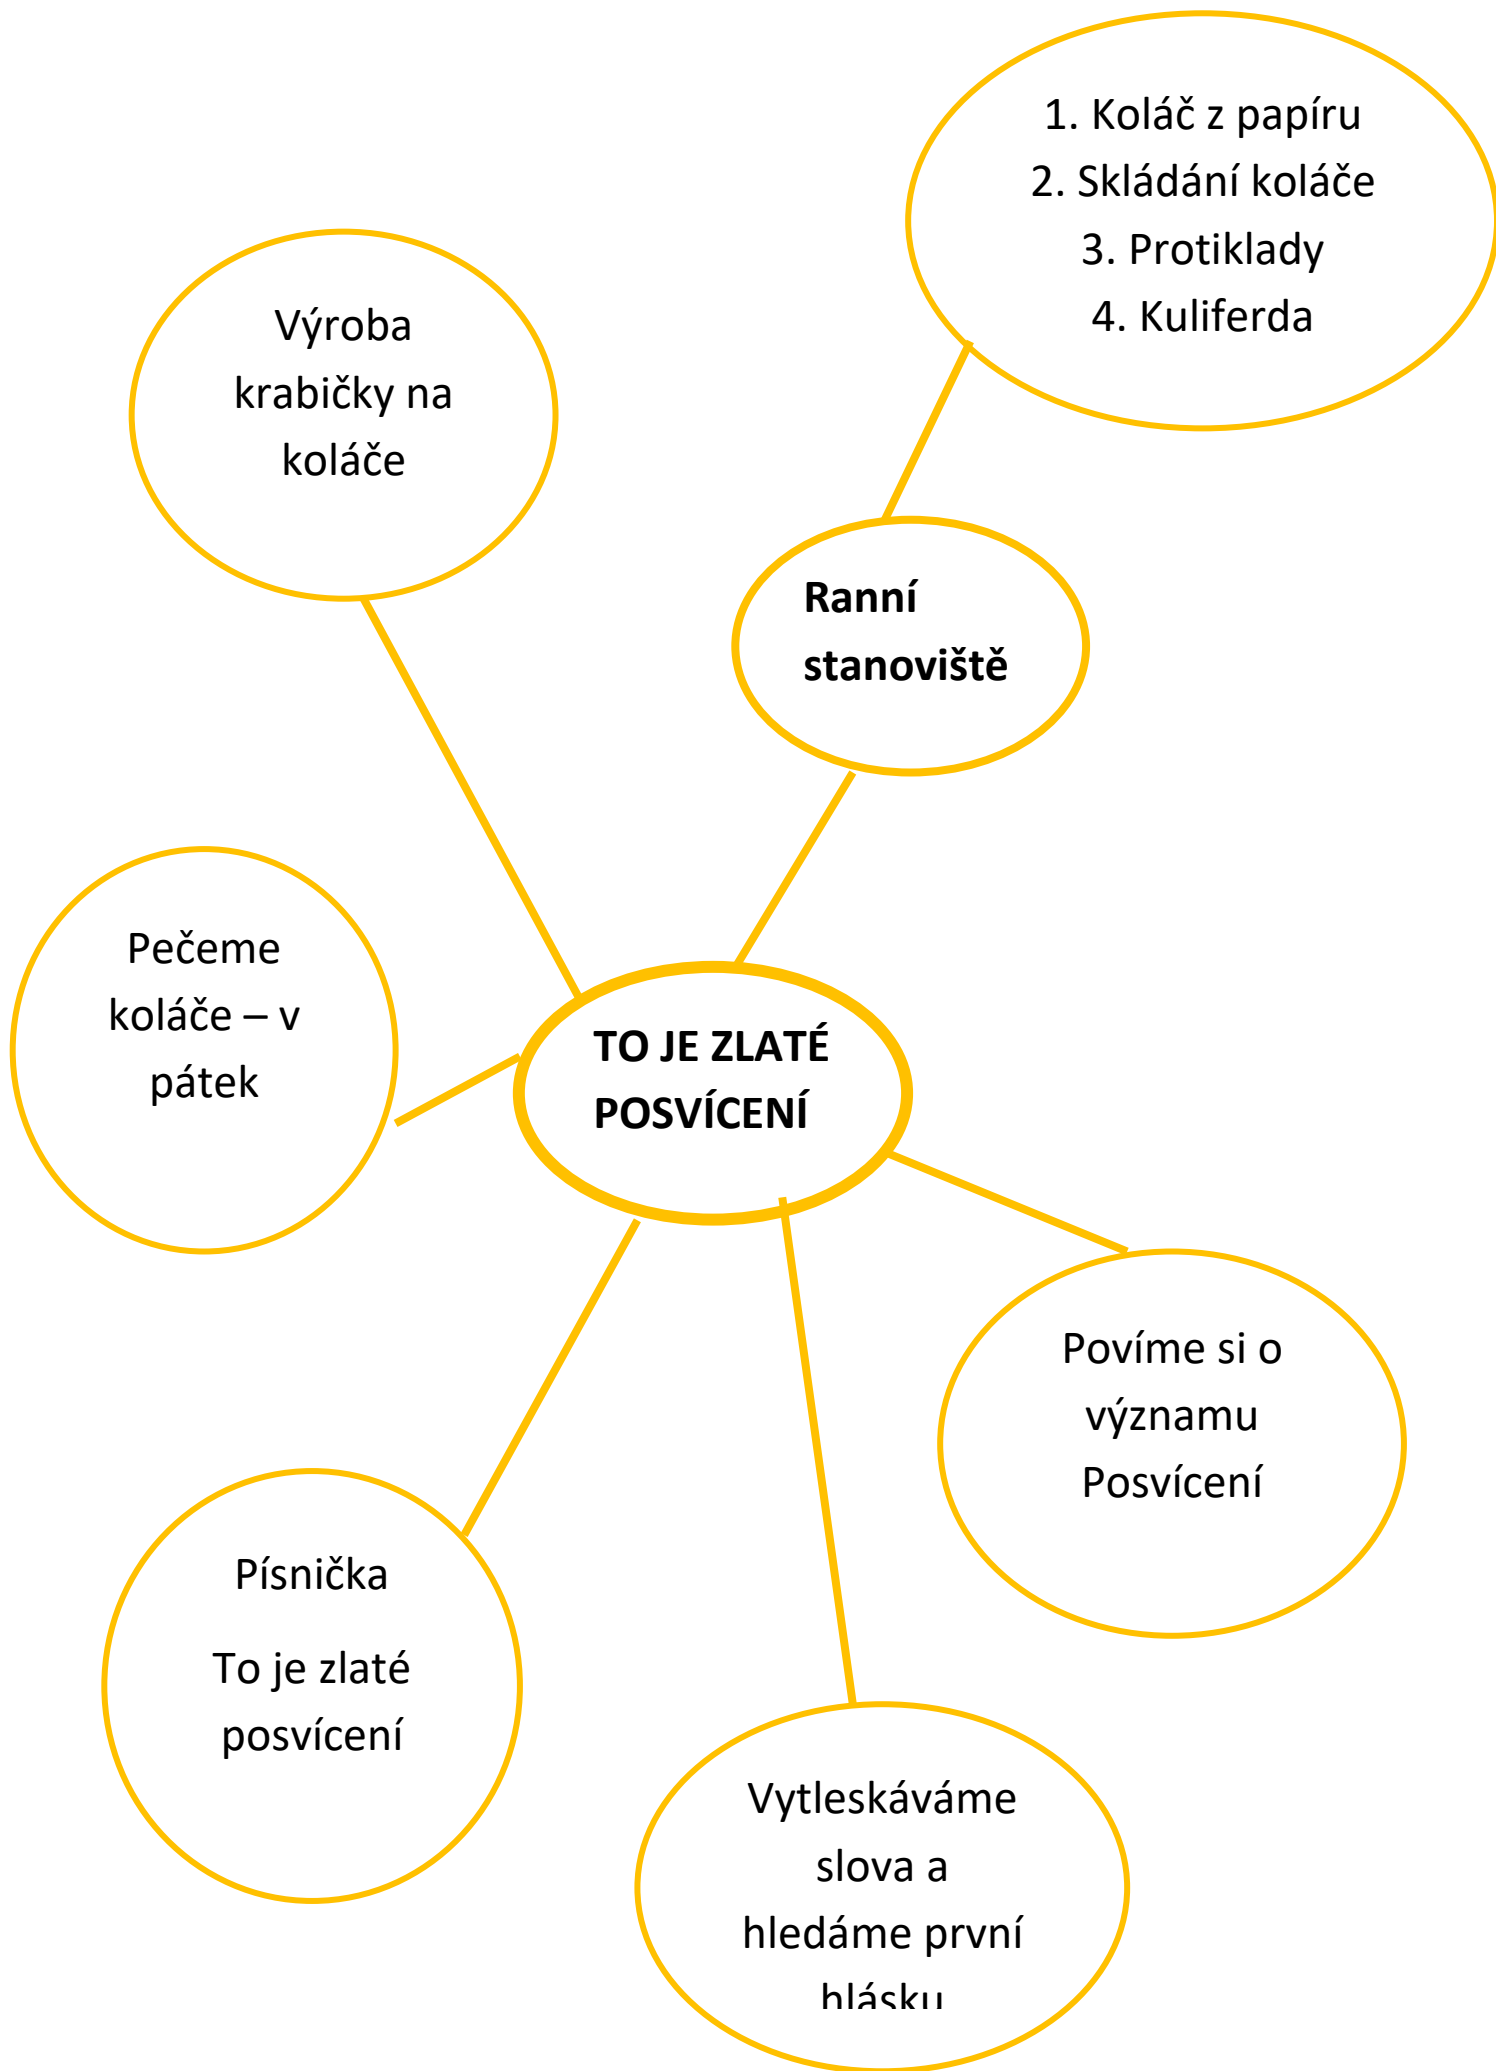 1. Koláč z papíru
2. Skládání koláče
3. Protiklady
4. Kuliferda
Výroba
krabičky na
koláče
Ranní
stanoviště
Pečeme
koláče – v
pátek
TO JE ZLATÉ
POSVÍCENÍ
Povíme si o
významu
Posvícení
Písnička
To je zlaté
posvícení
Vytleskáváme
slova a
hledáme první
hlásku